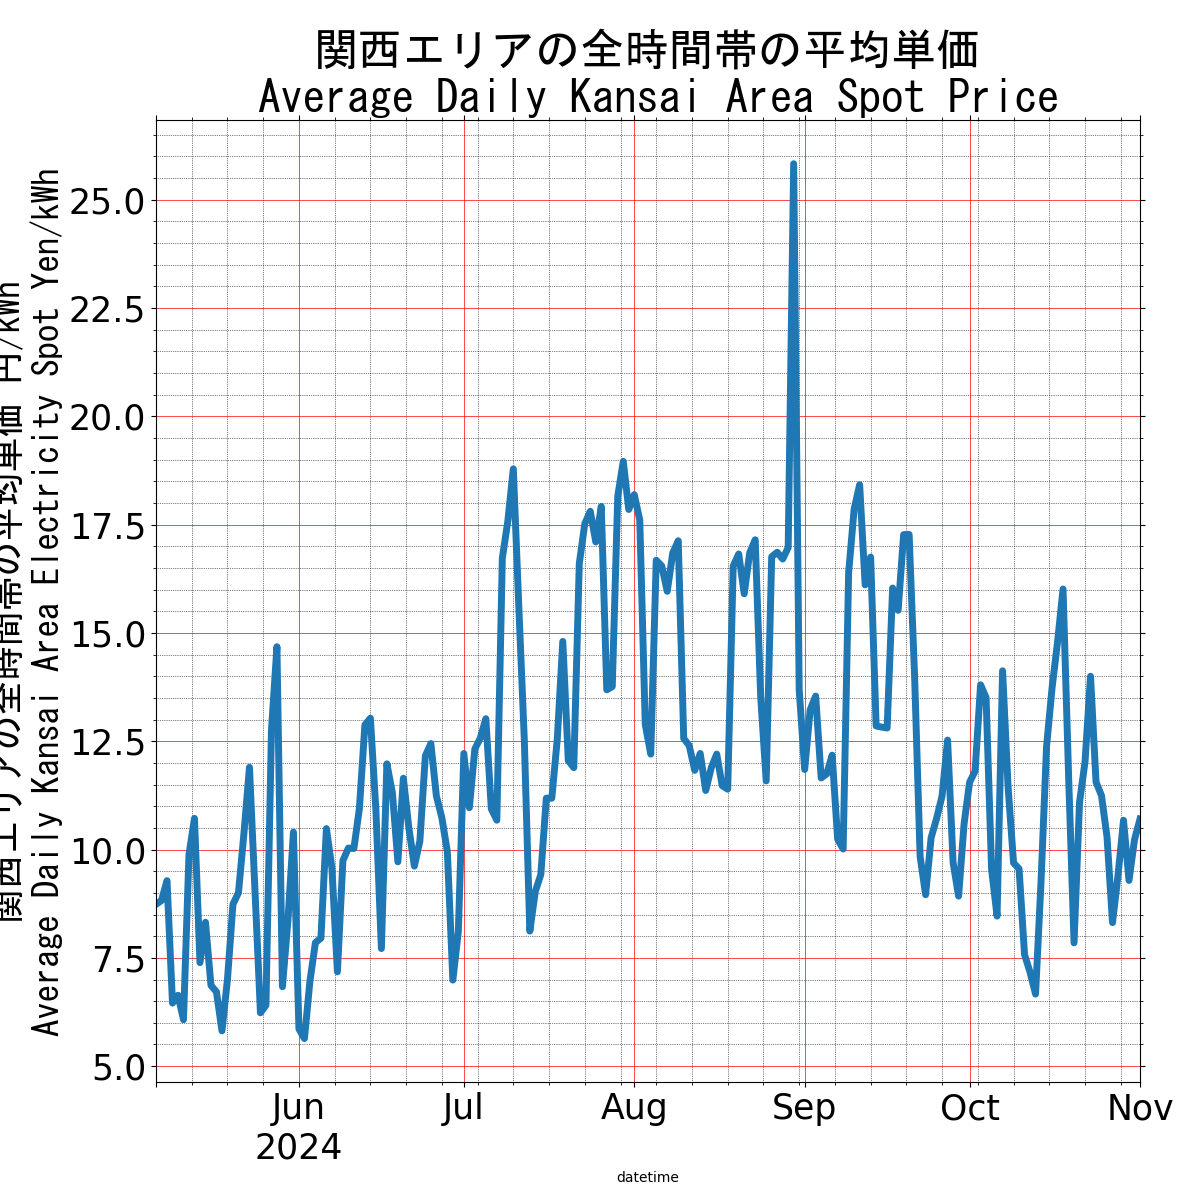 関西エリアの全時間帯の平均単価
Average Daily Kansai Area Spot Price
関西エリアの全時間帯の平均単価 円/kWh
Average Daily Kansai Area Electricity Spot Yen/kWh
25.0
22.5
20.0
17.5
15.0
12.5
10.0
7.5
5.0
Jun
2024
Jul
Aug
Sep
Oct
Nov
datetime